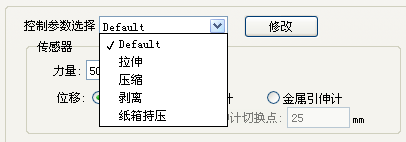 控制参数选择 Default 修改
✓ Default
拉伸
压缩
剥离
纸箱持压
传感器
力量: 50
位移: 计 金属引伸计
计切换点: 25 mm